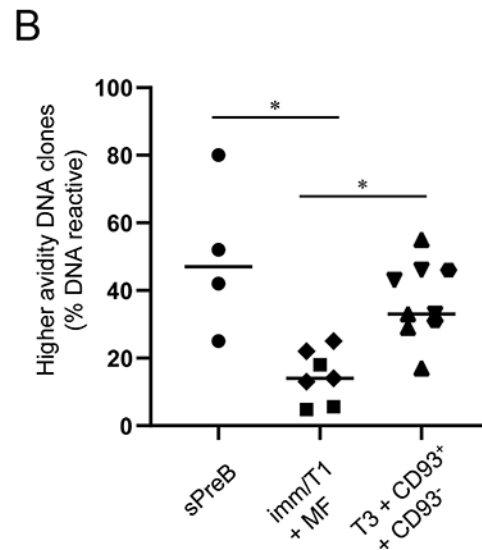 B
Higher avidity DNA clones
(% DNA reactive)
100
80
60
40
20
0
*
*
sPreB
imm/T1
+ MF
T3 + CD93⁺
+ CD93⁻